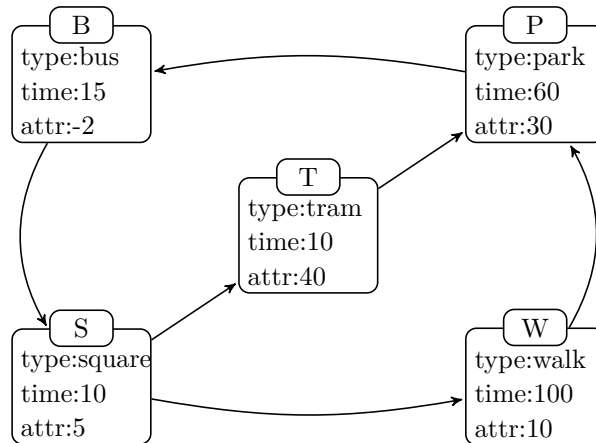 B
type:bus
time:15
attr:-2
P
type:park
time:60
attr:30
T
type:tram
time:10
attr:40
S
type:square
time:10
attr:5
W
type:walk
time:100
attr:10